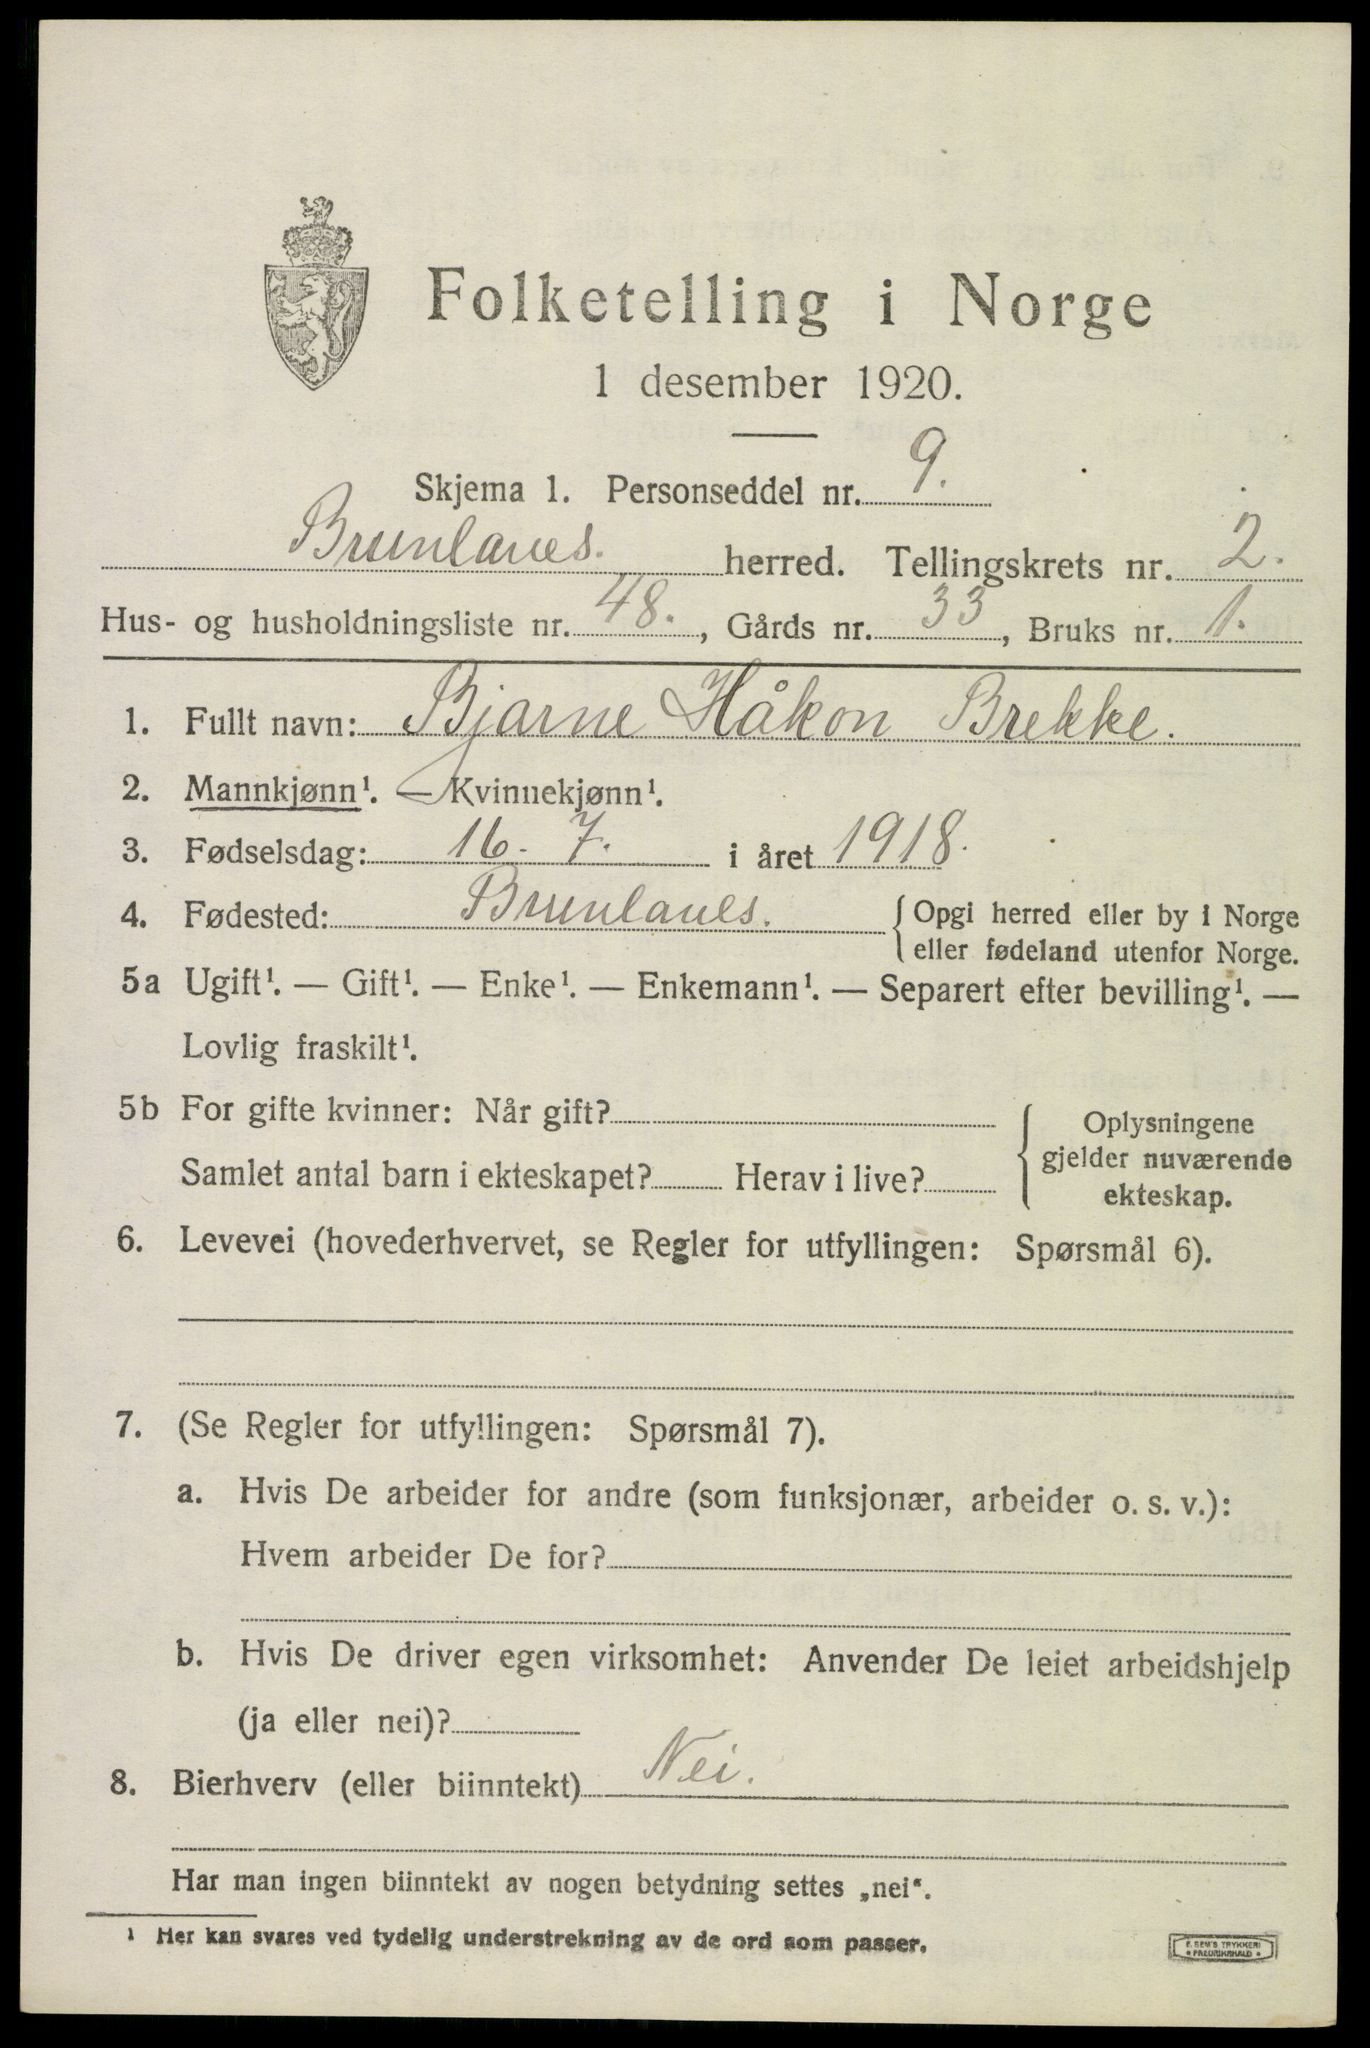 Folketelling i Norge
1 desember 1920.
Skjema 1. Personseddel nr. 9.
Brunlanes. herred. Tellingskrets nr. 2.
Hus- og husholdningsliste nr. 48., Gårds nr. 33, Bruks nr. 1.
1. Fullt navn: Bjarne Håkon Brekke.
2. Mannkjønn¹. — Kvinnekjønn¹.
3. Fødselsdag: 16. 7. i året 1918.
4. Fødested: Brunlanes. { Opgi herred eller by i Norge
eller fødeland utenfor Norge.
5a Ugift¹. — Gift¹. — Enke¹. — Enkemann¹. — Separert efter bevilling¹. —
Lovlig fraskilt¹.
5b For gifte kvinner: Når gift? { Oplysningene
gjelder nuværende
Samlet antal barn i ekteskapet? Herav i live?
ekteskap.
6. Levevei (hovederhvervet, se Regler for utfyllingen: Spørsmål 6).
7. (Se Regler for utfyllingen: Spørsmål 7).
a. Hvis De arbeider for andre (som funksjonær, arbeider o. s. v.):
Hvem arbeider De for?
b. Hvis De driver egen virksomhet: Anvender De leiet arbeidshjelp
(ja eller nei)?
8. Bierhverv (eller biinntekt) Nei.
Har man ingen biinntekt av nogen betydning settes „nei“.
¹ Her kan svares ved tydelig understrekning av de ord som passer.
E. SEM'S TRYKKERI
• FREDRIKSHALD •